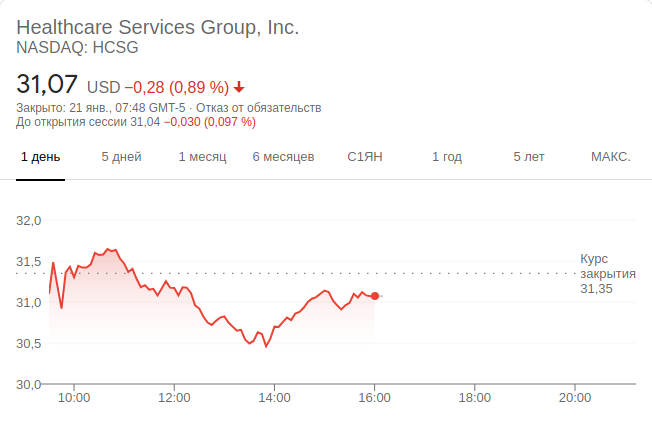 Healthcare Services Group, Inc.
NASDAQ: HCSG
31,07 USD −0,28 (0,89 %)
Закрыто: 21 янв., 07:48 GMT-5 · Отказ от обязательств
До открытия сессии 31,04 −0,030 (0,097 %)
1 день 5 дней 1 месяц 6 месяцев С1ЯН 1 год 5 лет МАКС.
32,0
31,5
31,0
30,5
30,0
Курс
закрытия
31,35
10:00 12:00 14:00 16:00 18:00 20:00